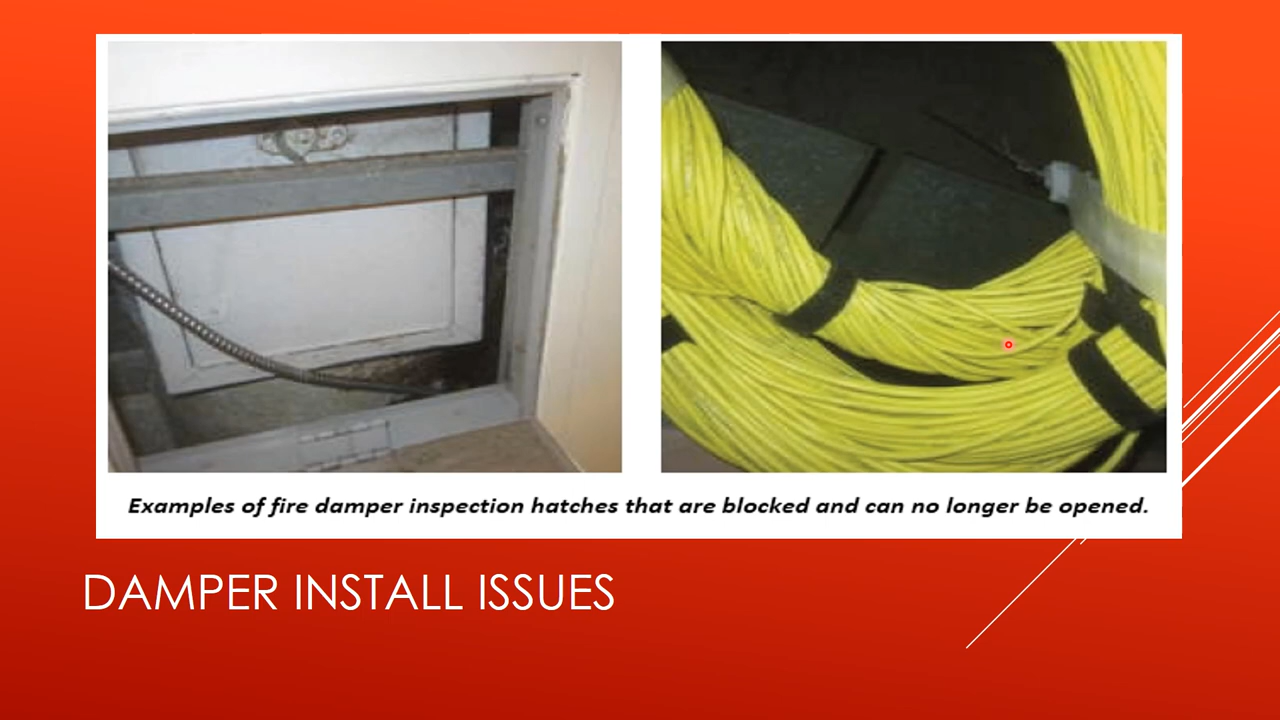 Examples of fire damper inspection hatches that are blocked and can no longer be opened.
DAMPER INSTALL ISSUES